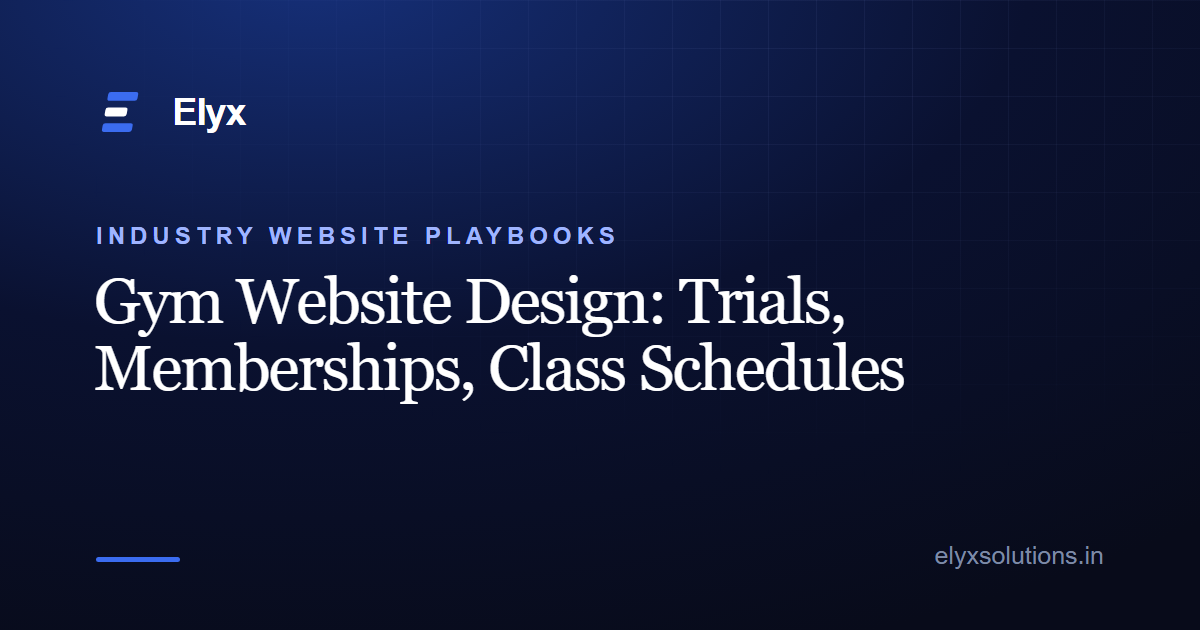 Elyx
INDUSTRY WEBSITE PLAYBOOKS
Gym Website Design: Trials,
Memberships, Class Schedules
elyxsolutions.in